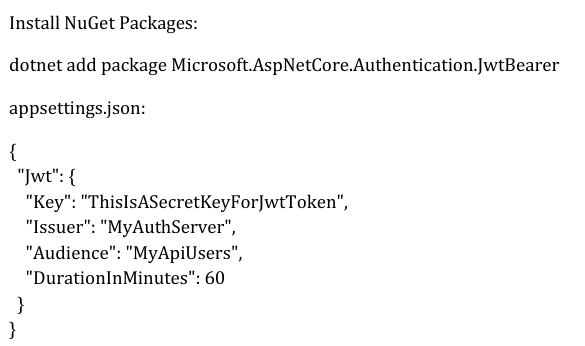 Install NuGet Packages:
dotnet add package Microsoft.AspNetCore.Authentication.JwtBearer
appsettings.json:
{
  "Jwt": {
    "Key": "ThisIsASecretKeyForJwtToken",
    "Issuer": "MyAuthServer",
    "Audience": "MyApiUsers",
    "DurationInMinutes": 60
  }
}